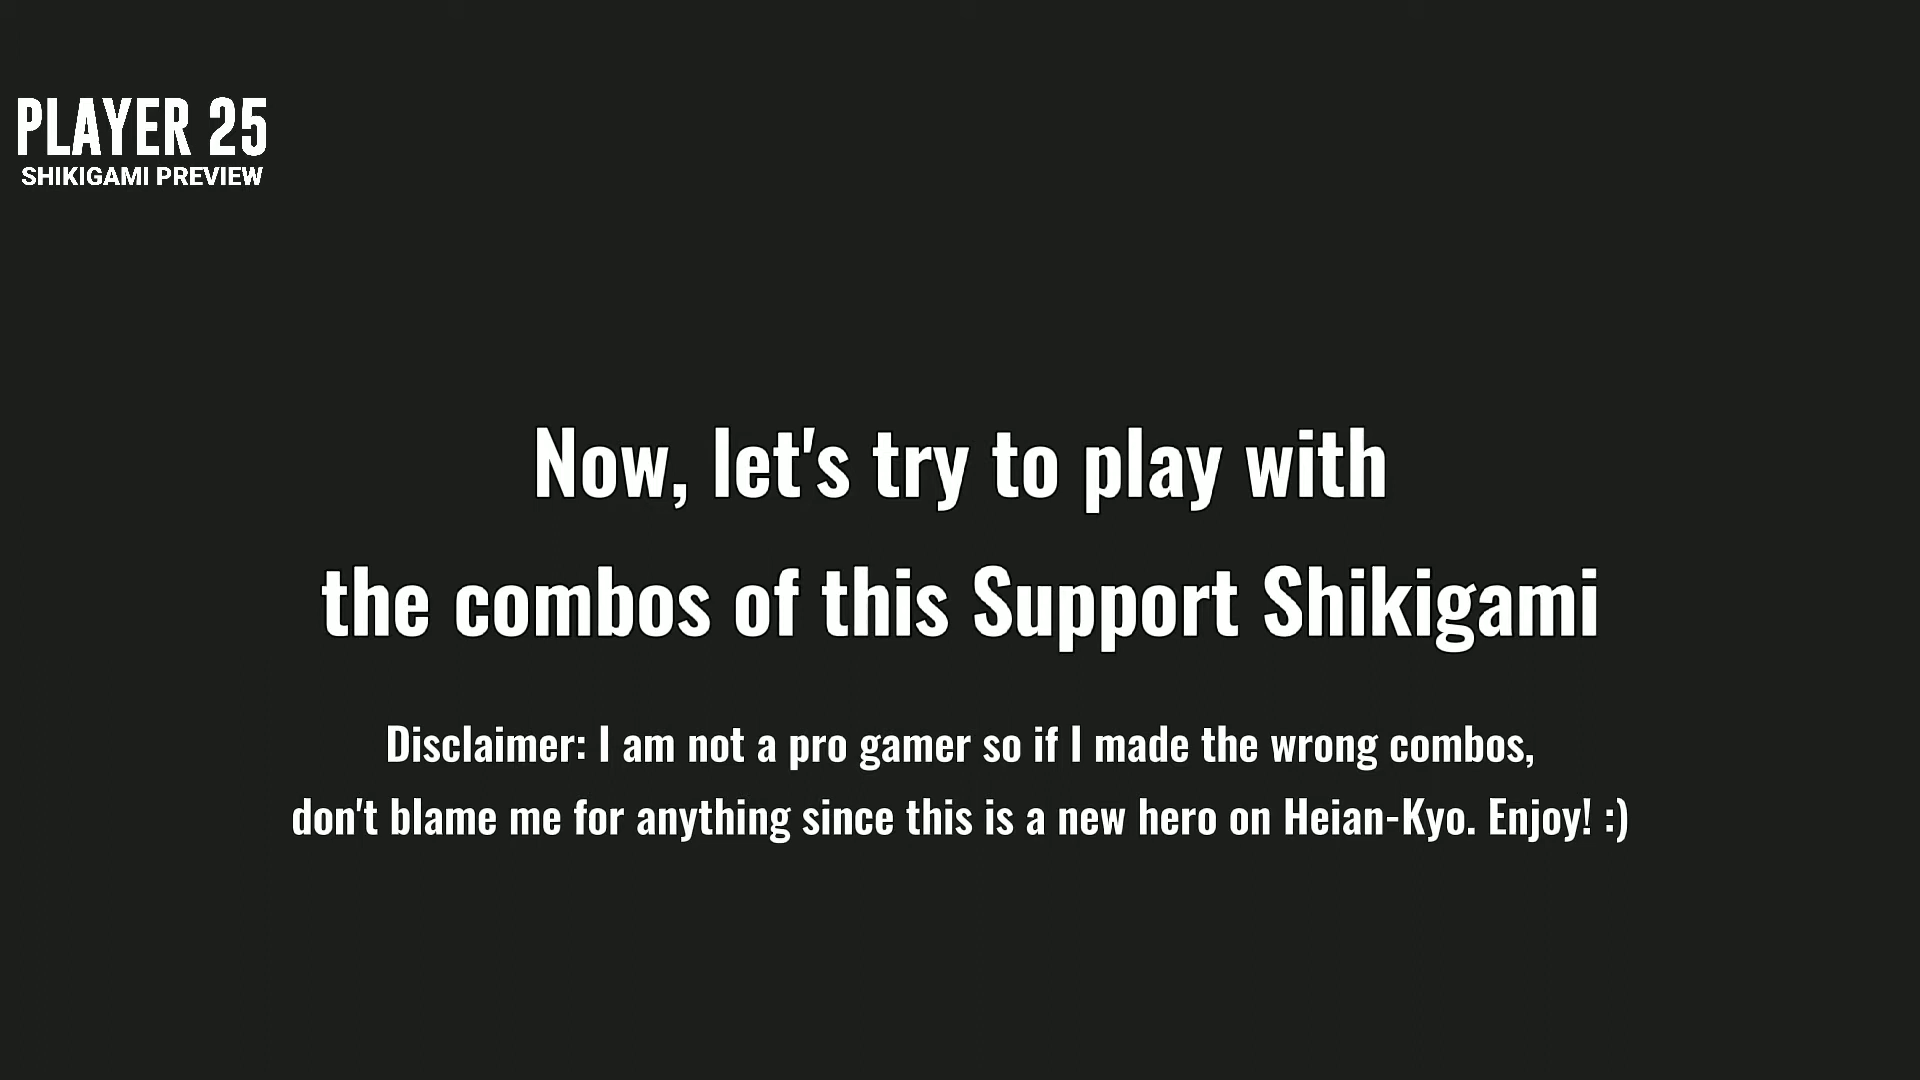 PLAYER 25
SHIKIGAMI PREVIEW
Now, let's try to play with
the combos of this Support Shikigami
Disclaimer: I am not a pro gamer so if I made the wrong combos,
don't blame me for anything since this is a new hero on Heian-Kyo. Enjoy! :)